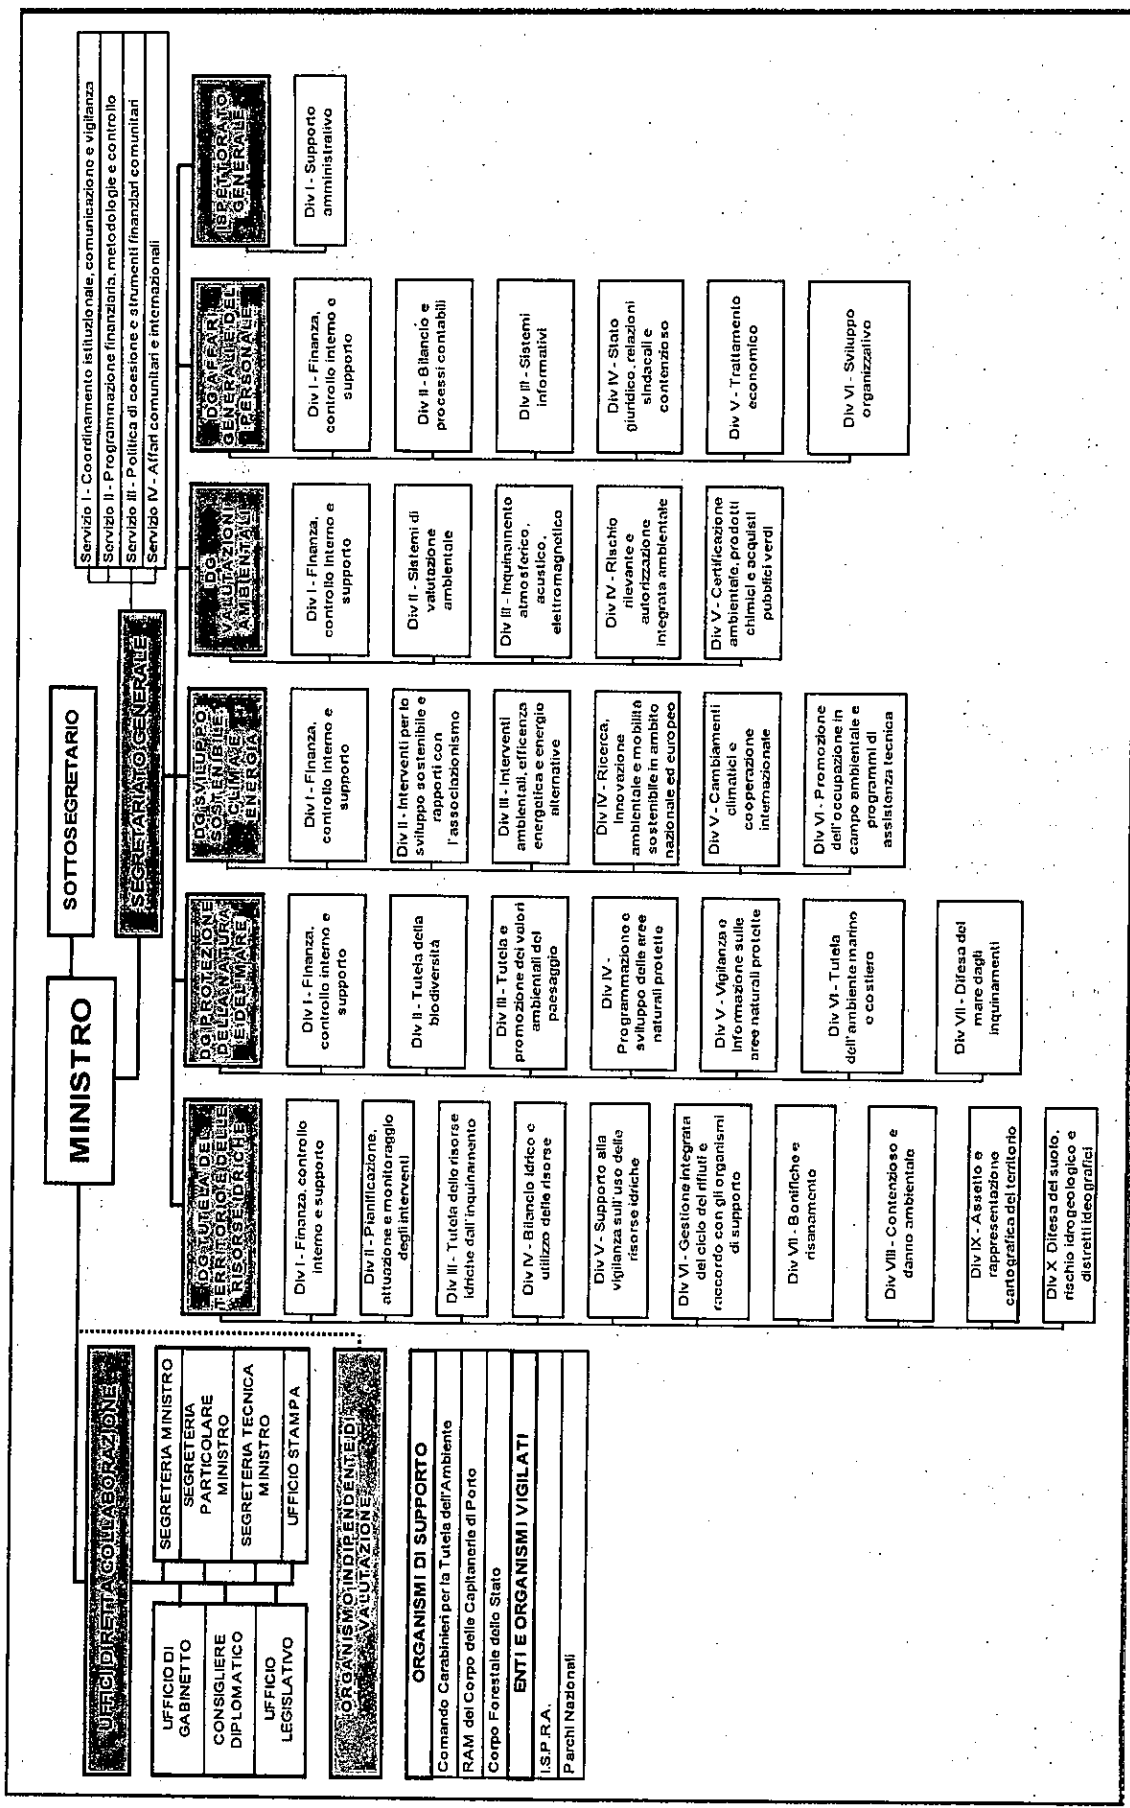 MINISTRO
SOTTOSEGRETARIO
SEGRETARIATO GENERALE
Servizio I - Coordinamento istituzionale, comunicazione e vigilanza
Servizio II - Programmazione finanziaria, metodologie e controllo
Servizio III - Politica di coesione e strumenti finanziari comunitari
Servizio IV - Affari comunitari e internazionali
UFFICI DIRETTA COLLABORAZIONE
UFFICIO DI
GABINETTO
CONSIGLIERE
DIPLOMATICO
UFFICIO
LEGISLATIVO
SEGRETERIA MINISTRO
SEGRETERIA
PARTICOLARE
MINISTRO
SEGRETERIA TECNICA
MINISTRO
UFFICIO STAMPA
ORGANISMO INDIPENDENTE DI
VALUTAZIONE
ORGANISMI DI SUPPORTO
Comando Carabinieri per la Tutela dell'Ambiente
RAM del Corpo delle Capitanerie di Porto
Corpo Forestale dello Stato
ENTI E ORGANISMI VIGILATI
I.S.P.R.A.
Parchi Nazionali
DG TUTELA DEL
TERRITORIO E DELLE
RISORSE IDRICHE
Div I - Finanza, controllo
interno e supporto
Div II - Pianificazione,
attuazione e monitoraggio
degli interventi
Div III - Tutela delle risorse
idriche dall'inquinamento
Div IV - Bilancio idrico e
utilizzo delle risorse
Div V - Supporto alla
vigilanza sull'uso delle
risorse idriche
Div VI - Gestione integrata
del ciclo dei rifiuti e
raccordo con gli organismi
di supporto
Div VII - Bonifiche e
risanamento
Div VIII - Contenzioso e
danno ambientale
Div IX - Assetto e
rappresentazione
cartografica del territorio
Div X Difesa del suolo,
rischio idrogeologico e
distretti ideografici
DG PROTEZIONE
DELLA NATURA
E DEL MARE
Div I - Finanza,
controllo interno e
supporto
Div II - Tutela della
biodiversità
Div III - Tutela e
promozione dei valori
ambientali del
paesaggio
Div IV -
Programmazione e
sviluppo delle aree
naturali protette
Div V - Vigilanza e
Informazione sulle
aree naturali protette
Div VI - Tutela
dell'ambiente marino
e costiero
Div VII - Difesa del
mare dagli
inquinamenti
DG SVILUPPO
SOSTENIBILE,
CLIMA E
ENERGIA
Div I - Finanza,
controllo Interno e
supporto
Div II - Interventi per lo
sviluppo sostenibile e
rapporti con
l'associazionismo
Div III - Interventi
ambientali, efficenza
energetica e energie
alternative
Div IV - Ricerca,
Innovazione
ambientale e mobilità
sostenibile in ambito
nazionale ed europeo
Div V - Cambiamenti
climatici e
cooperazione
internazionale
Div VI - Promozione
dell'occupazione in
campo ambientale e
programmi di
assistenza tecnica
DG
VALUTAZIONI
AMBIENTALI
Div I - Finanza,
controllo Interno e
supporto
Div II - Sistemi di
valutazione
ambientale
Div III - Inquinamento
atmosferico,
acustico,
elettromagnetico
Div IV - Rischio
rilevante e
autorizzazione
integrata ambientale
Div V - Certificazione
ambientale, prodotti
chimici e acquisti
pubblici verdi
DG AFFARI
GENERALI E DEL
PERSONALE
Div I - Finanza,
controllo interno e
supporto
Div II - Bilancio e
processi contabili
Div III - Sistemi
informativi
Div IV - Stato
giuridico, relazioni
sindacali e
contenzioso
Div V - Trattamento
economico
Div VI - Sviluppo
organizzativo
ISPETTORATO
GENERALE
Div I - Supporto
amministrativo